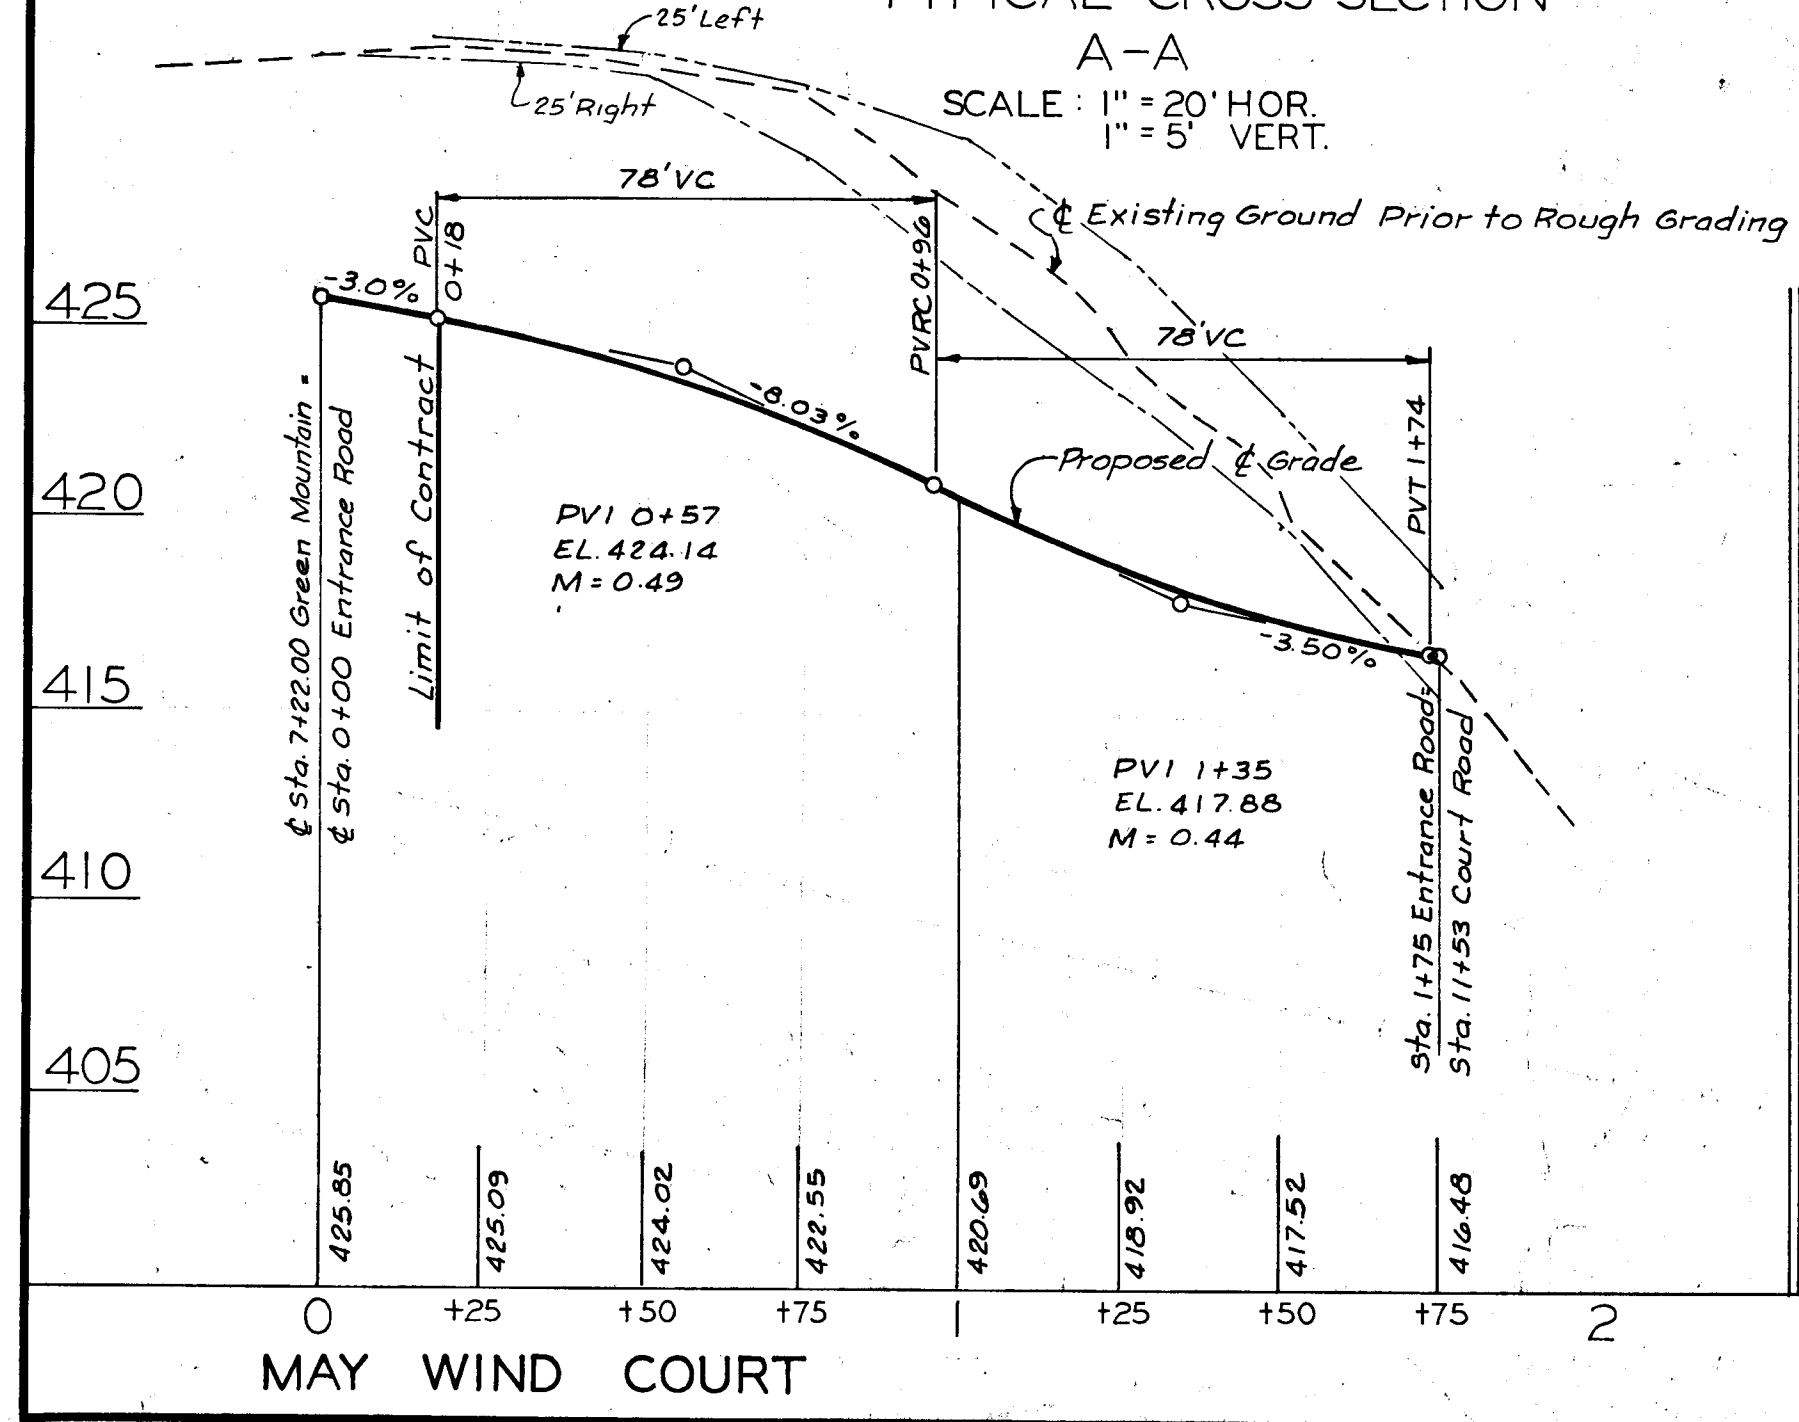 TYPICAL CROSS SECTION
A-A
SCALE: 1" = 20' HOR.
1" = 5' VERT.
25' Left
25' Right
78' VC
℄ Existing Ground Prior to Rough Grading
PVC
0+18
PVRC 0+96
-3.0%
78' VC
425
-8.03%
PVT 1+74
Proposed ℄ Grade
420
℄ Sta. 7+22.00 Green Mountain =
℄ Sta. 0+00 Entrance Road
Limit of Contract
PVI 0+57
EL. 424.14
M = 0.49
-3.50%
415
PVI 1+35
EL. 417.88
M = 0.44
Sta. 1+75 Entrance Road=
Sta. 11+53 Court Road
410
405
425.85
425.09
424.02
422.55
420.69
418.92
417.52
416.48
0 +25 +50 +75 1 +25 +50 +75 2
MAY WIND COURT